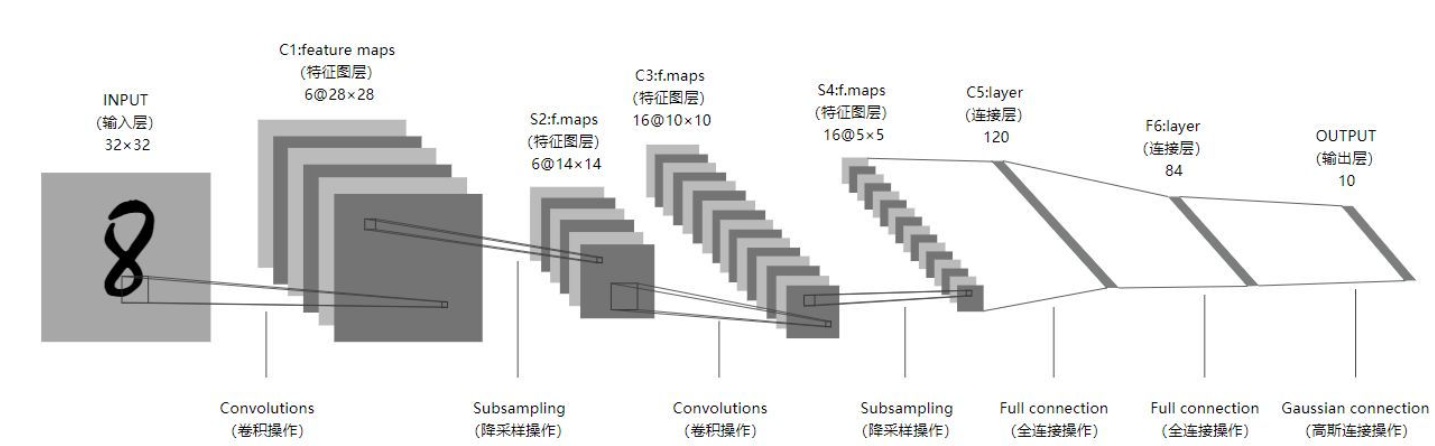 INPUT
(输入层)
32×32
C1:feature maps
(特征图层)
6@28×28
S2:f.maps
(特征图层)
6@14×14
C3:f.maps
(特征图层)
16@10×10
S4:f.maps
(特征图层)
16@5×5
C5:layer
(连接层)
120
F6:layer
(连接层)
84
OUTPUT
(输出层)
10
8
Convolutions
(卷积操作)
Subsampling
(降采样操作)
Convolutions
(卷积操作)
Subsampling
(降采样操作)
Full connection
(全连接操作)
Full connection
(全连接操作)
Gaussian connection
(高斯连接操作)